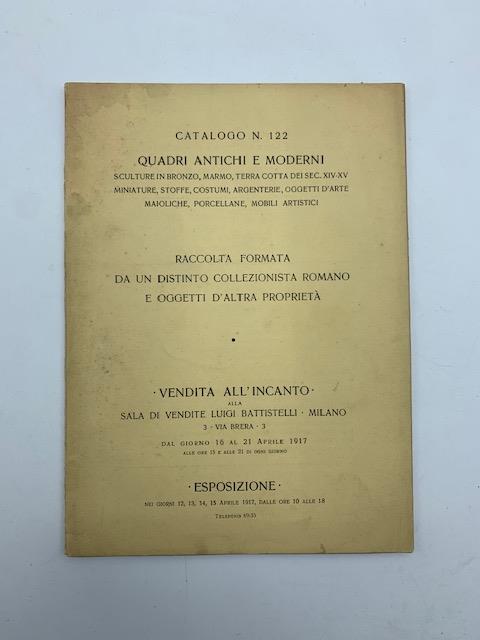 CATALOGO N. 122
QUADRI ANTICHI E MODERNI
SCULTURE IN BRONZO, MARMO, TERRA COTTA DEI SEC. XIV-XV
MINIATURE, STOFFE, COSTUMI, ARGENTERIE, OGGETTI D'ARTE
MAIOLICHE, PORCELLANE, MOBILI ARTISTICI
RACCOLTA FORMATA
DA UN DISTINTO COLLEZIONISTA ROMANO
E OGGETTI D'ALTRA PROPRIETÀ
· VENDITA ALL'INCANTO ·
ALLA
SALA DI VENDITE LUIGI BATTISTELLI · MILANO
3 · VIA BRERA · 3
DAL GIORNO 16 AL 21 APRILE 1917
ALLE ORE 15 E ALLE 21 DI OGNI GIORNO
· ESPOSIZIONE ·
NEI GIORNI 12, 13, 14, 15 APRILE 1917, DALLE ORE 10 ALLE 18
TELEFONO